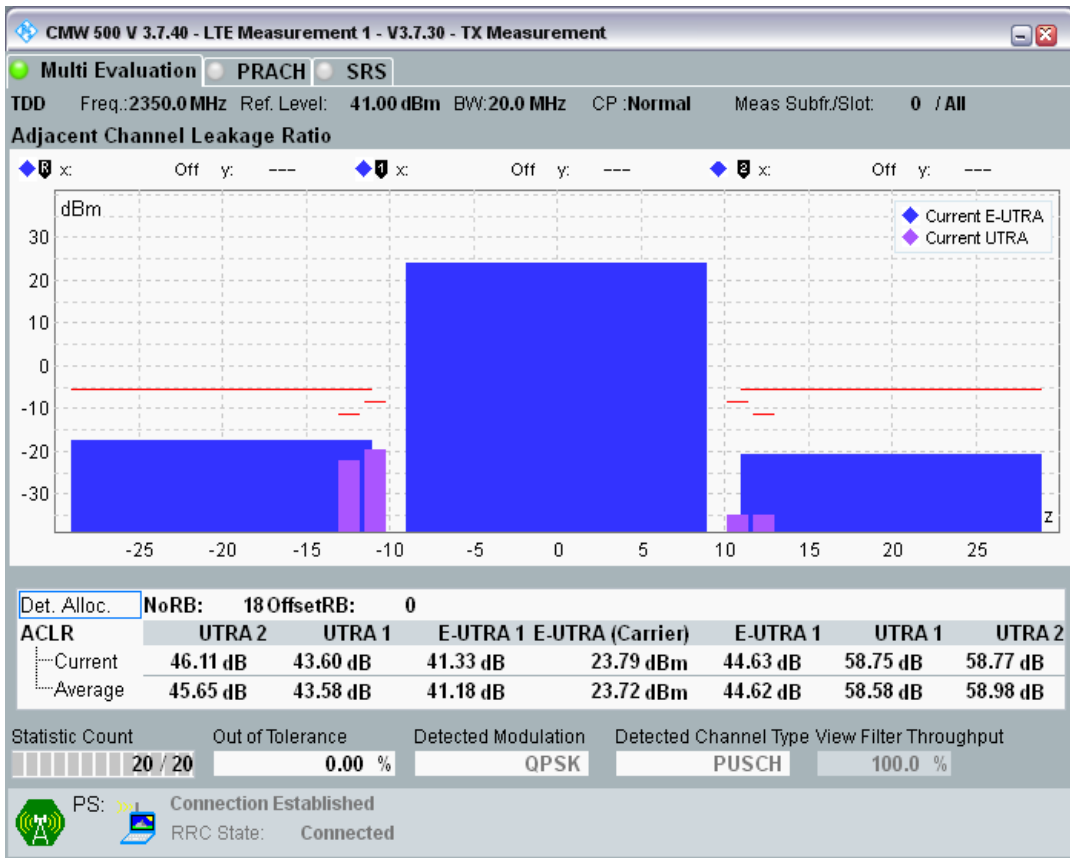 CMW 500 V 3.7.40 - LTE Measurement 1 - V3.7.30 - TX Measurement
Multi Evaluation PRACH SRS
TDD Freq.:2350.0 MHz Ref. Level: 41.00 dBm BW:20.0 MHz CP :Normal Meas Subfr./Slot: 0 / All
Adjacent Channel Leakage Ratio
R x: Off y: --- 1 x: Off y: --- 2 x: Off y: ---
dBm
Current E-UTRA
Current UTRA
30
20
10
0
-10
-20
-30
z
-25 -20 -15 -10 -5 0 5 10 15 20 25
Det. Alloc. NoRB: 18 OffsetRB: 0
ACLR UTRA 2 UTRA 1 E-UTRA 1 E-UTRA (Carrier) E-UTRA 1 UTRA 1 UTRA 2
Current 46.11 dB 43.60 dB 41.33 dB 23.79 dBm 44.63 dB 58.75 dB 58.77 dB
Average 45.65 dB 43.58 dB 41.18 dB 23.72 dBm 44.62 dB 58.58 dB 58.98 dB
Statistic Count Out of Tolerance Detected Modulation Detected Channel Type View Filter Throughput
20 / 20 0.00 % QPSK PUSCH 100.0 %
PS: Connection Established
RRC State: Connected